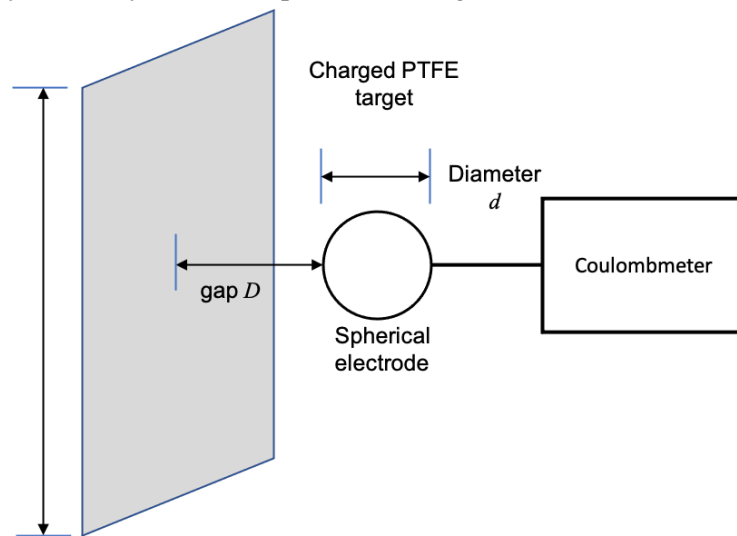 Charged PTFE
target
Diameter
d
gap D
Coulombmeter
Spherical
electrode